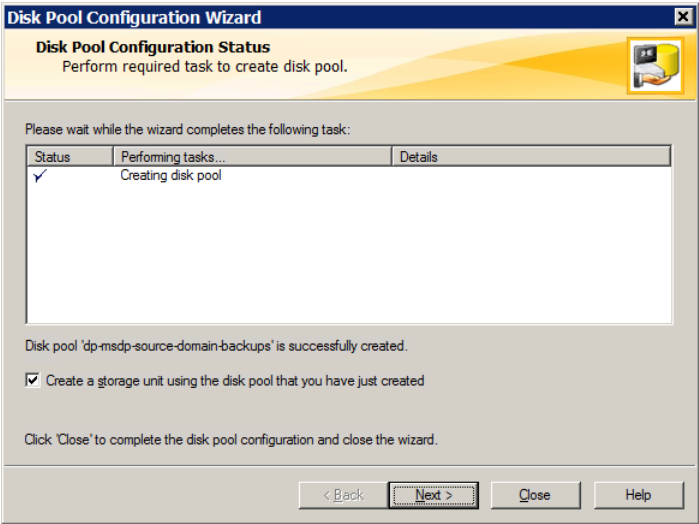 Disk Pool Configuration Wizard
Disk Pool Configuration Status
Perform required task to create disk pool.
Please wait while the wizard completes the following task:
Status Performing tasks... Details
Creating disk pool
Disk pool 'dp-msdp-source-domain-backups' is successfully created.
Create a storage unit using the disk pool that you have just created
Click 'Close' to complete the disk pool configuration and close the wizard.
< Back Next > Close Help